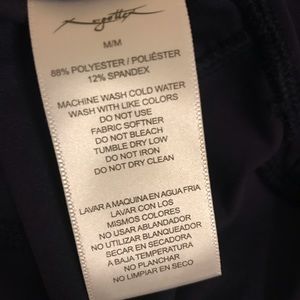 M/M
88% POLYESTER / POLIÉSTER
12% SPANDEX
MACHINE WASH COLD WATER
WASH WITH LIKE COLORS
DO NOT USE
FABRIC SOFTNER
DO NOT BLEACH
TUMBLE DRY LOW
DO NOT IRON
DO NOT DRY CLEAN
LAVAR A MAQUINA EN AGUA FRIA
LAVAR CON LOS
MISMOS COLORES
NO USAR ABLANDADOR
NO UTILIZAR BLANQUEADOR
SECAR EN SECADORA
A BAJA TEMPERATURA
NO PLANCHAR
NO LIMPIAR EN SECO